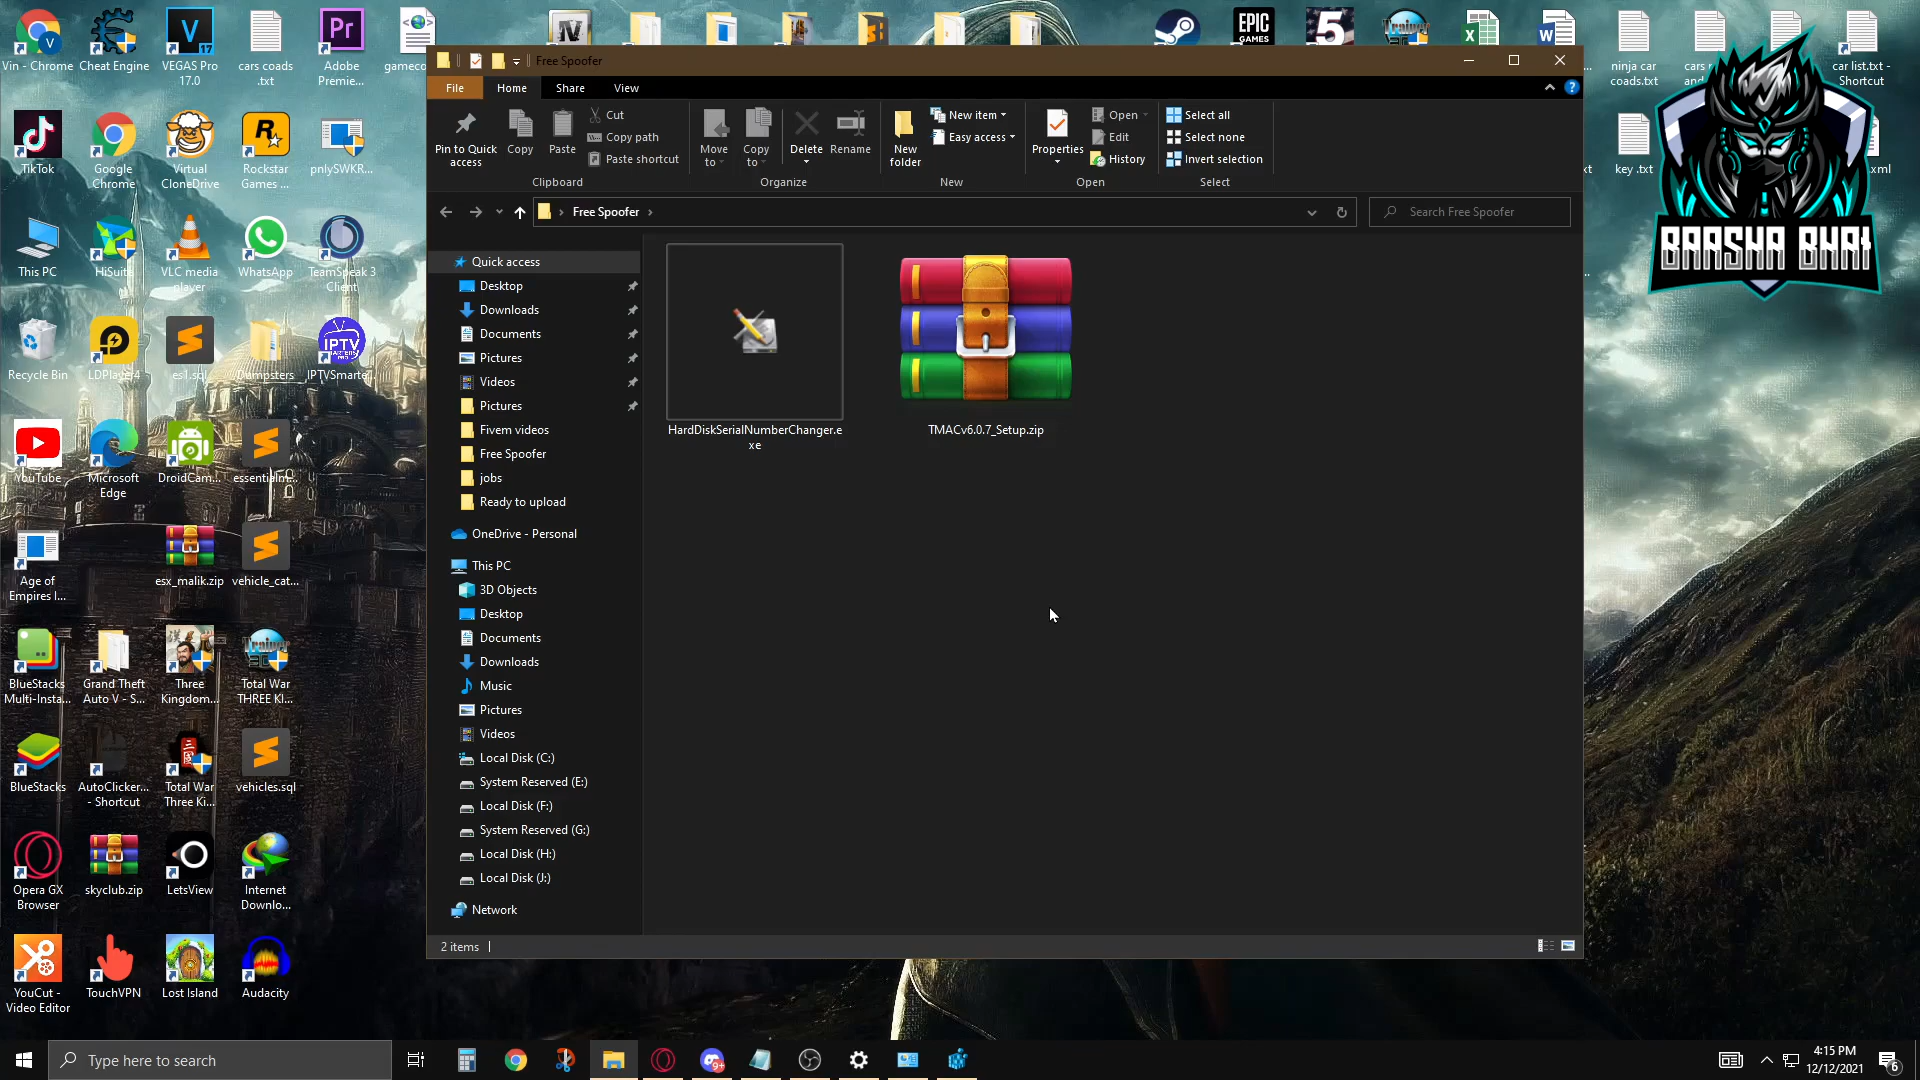 Vin - Chrome
Cheat Engine
VEGAS Pro
17.0
cars coads
.txt
Adobe
Premie...
Free Spoofer
File
Home
Share
View
Pin to Quick
access
Copy
Paste
Cut
Copy path
Paste shortcut
Clipboard
Move
to
Copy
to
Delete
Rename
Organize
New
folder
New item
Easy access
New
Properties
Open
Edit
History
Open
Select all
Select none
Invert selection
Select
Free Spoofer
Search Free Spoofer
Quick access
Desktop
Downloads
Documents
Pictures
Videos
Pictures
Fivem videos
Free Spoofer
jobs
Ready to upload
OneDrive - Personal
This PC
3D Objects
Desktop
Documents
Downloads
Music
Pictures
Videos
Local Disk (C:)
System Reserved (E:)
Local Disk (F:)
System Reserved (G:)
Local Disk (H:)
Local Disk (J:)
Network
HardDiskSerialNumberChanger.e
xe
TMACv6.0.7_Setup.zip
2 items
EPIC
GAMES
5
ninja car
coads.txt
car list.txt -
Shortcut
key .txt
BAASHA BHAI
TikTok
Google
Chrome
Virtual
CloneDrive
Rockstar
Games ...
pnlySWKR...
This PC
HiSuite
VLC media
player
WhatsApp
TeamSpeak 3
Client
Recycle Bin
LDPlayer4
es1.sql
Dumpsters
IPTV
IPTVSmarte...
YouTube
Microsoft
Edge
DroidCam...
essentialm...
Age of
Empires I...
esx_malik.zip
vehicle_cat...
BlueStacks
Multi-Insta...
Grand Theft
Auto V - S...
Three
Kingdom...
Total War
THREE KI...
BlueStacks
AutoClicker...
- Shortcut
Total War
Three Ki...
vehicles.sql
Opera GX
Browser
skyclub.zip
LetsView
Internet
Downlo...
YouCut -
Video Editor
TouchVPN
Lost Island
Audacity
Type here to search
9+
4:15 PM
12/12/2021
6